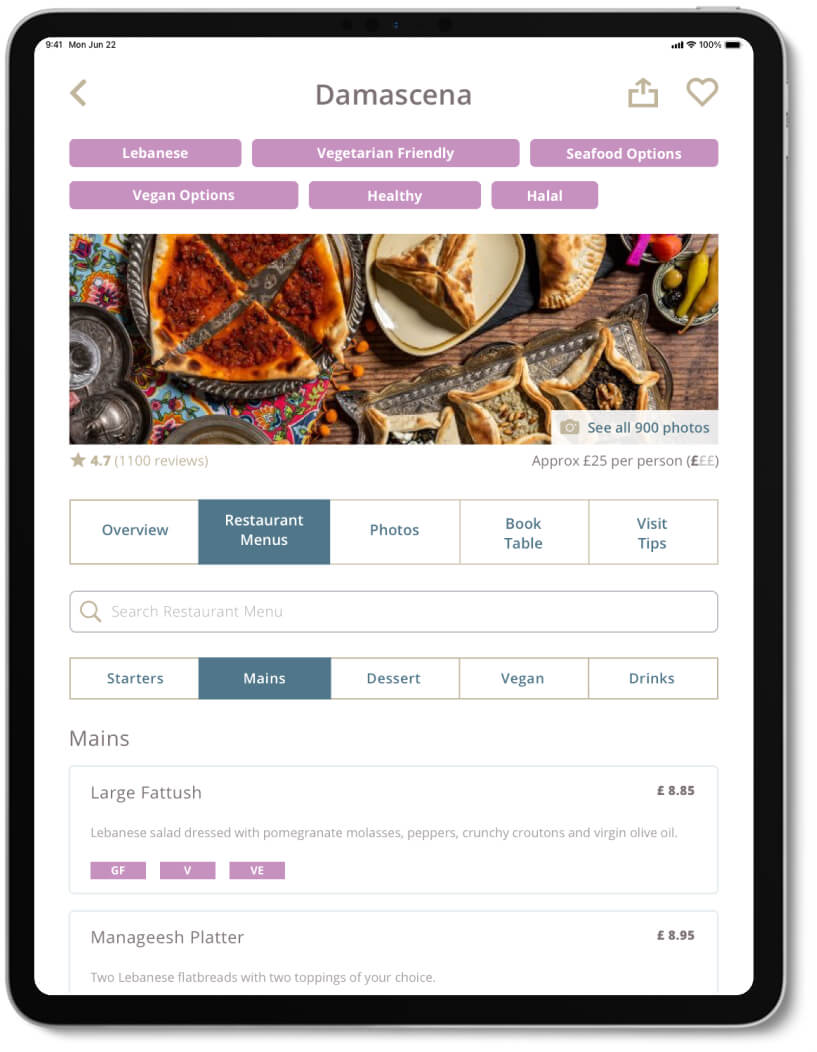 9:41 Mon Jun 22
100%
Damascena
Lebanese
Vegetarian Friendly
Seafood Options
Vegan Options
Healthy
Halal
See all 900 photos
4.7 (1100 reviews)
Approx £25 per person (£££)
Overview
Restaurant
Menus
Photos
Book
Table
Visit
Tips
Search Restaurant Menu
Starters
Mains
Dessert
Vegan
Drinks
Mains
Large Fattush
£ 8.85
Lebanese salad dressed with pomegranate molasses, peppers, crunchy croutons and virgin olive oil.
GF
V
VE
Manageesh Platter
£ 8.95
Two Lebanese flatbreads with two toppings of your choice.